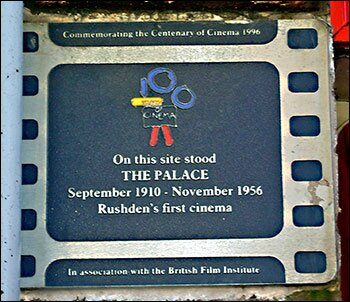 Commemorating the Centenary of Cinema 1996
CINEMA
On this site stood
THE PALACE
September 1910 - November 1956
Rushden's first cinema
In association with the British Film Institute